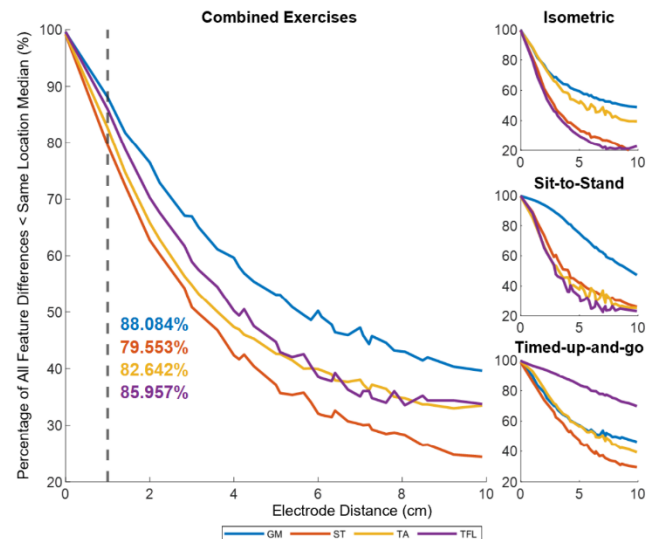 Combined Exercises
Percentage of All Feature Differences < Same Location Median (%)
100
90
80
70
60
50
40
30
20
88.084%
79.553%
82.642%
85.957%
0 2 4 6 8 10
Electrode Distance (cm)
Isometric
100
80
60
40
20
0 5 10
Sit-to-Stand
100
80
60
40
20
0 5 10
Timed-up-and-go
100
80
60
40
20
0 5 10
GM ST TA TFL